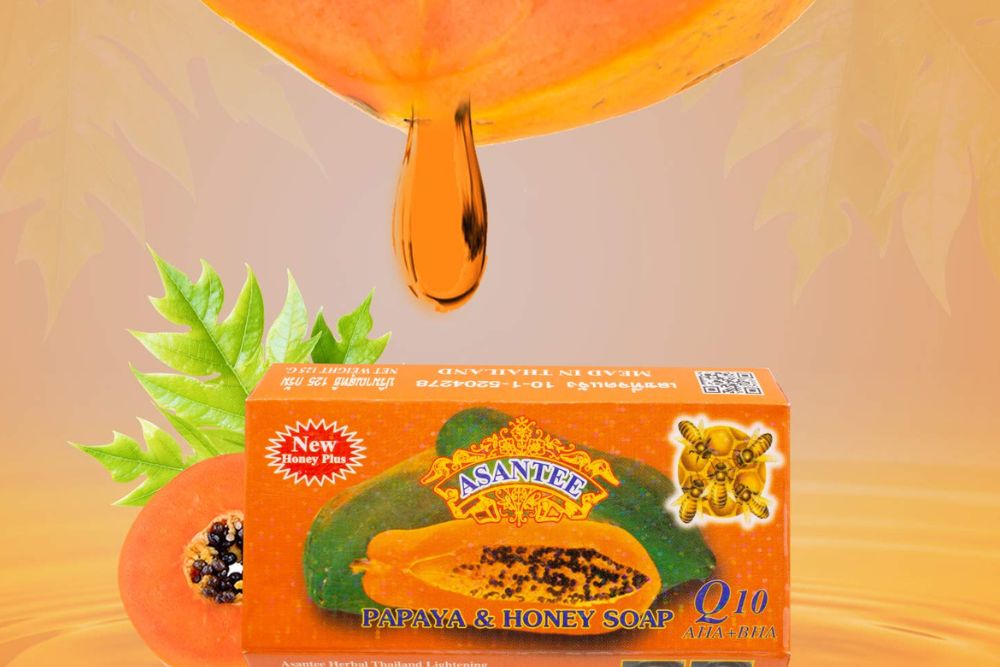 ปริมาณสุทธิ 125 กรัม
NET WEIGHT 125 G.
เลขที่จดแจ้ง 10-1-5204278
MEAD IN THAILAND
New
Honey Plus
ASANTEE
PAPAYA & HONEY SOAP
Q10
AHA+BHA
Asantee Herbal Thailand Lightening